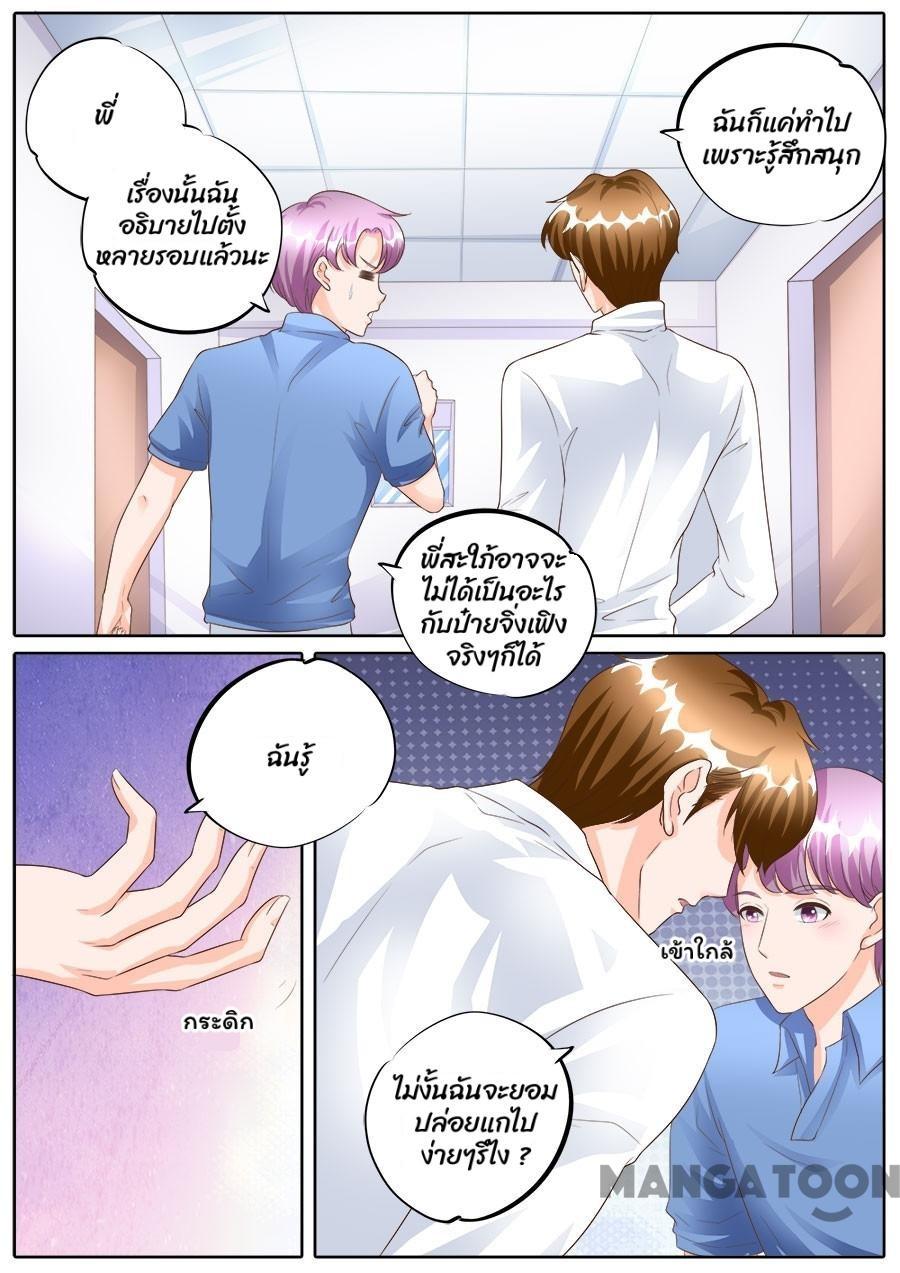 พี่
เรื่องนั้นฉัน
อธิบายไปตั้ง
หลายรอบแล้วนะ
ฉันก็แค่ทำไป
เพราะรู้สึกสนุก
พี่สะใภ้อาจจะ
ไม่ได้เป็นอะไร
กับป๋ายจิ่งเฟิง
จริงๆก็ได้
ฉันรู้
กระดิก
เข้าใกล้
ไม่งั้นฉันจะยอม
ปล่อยแกไป
ง่ายๆรึไง ?
MANGATOON